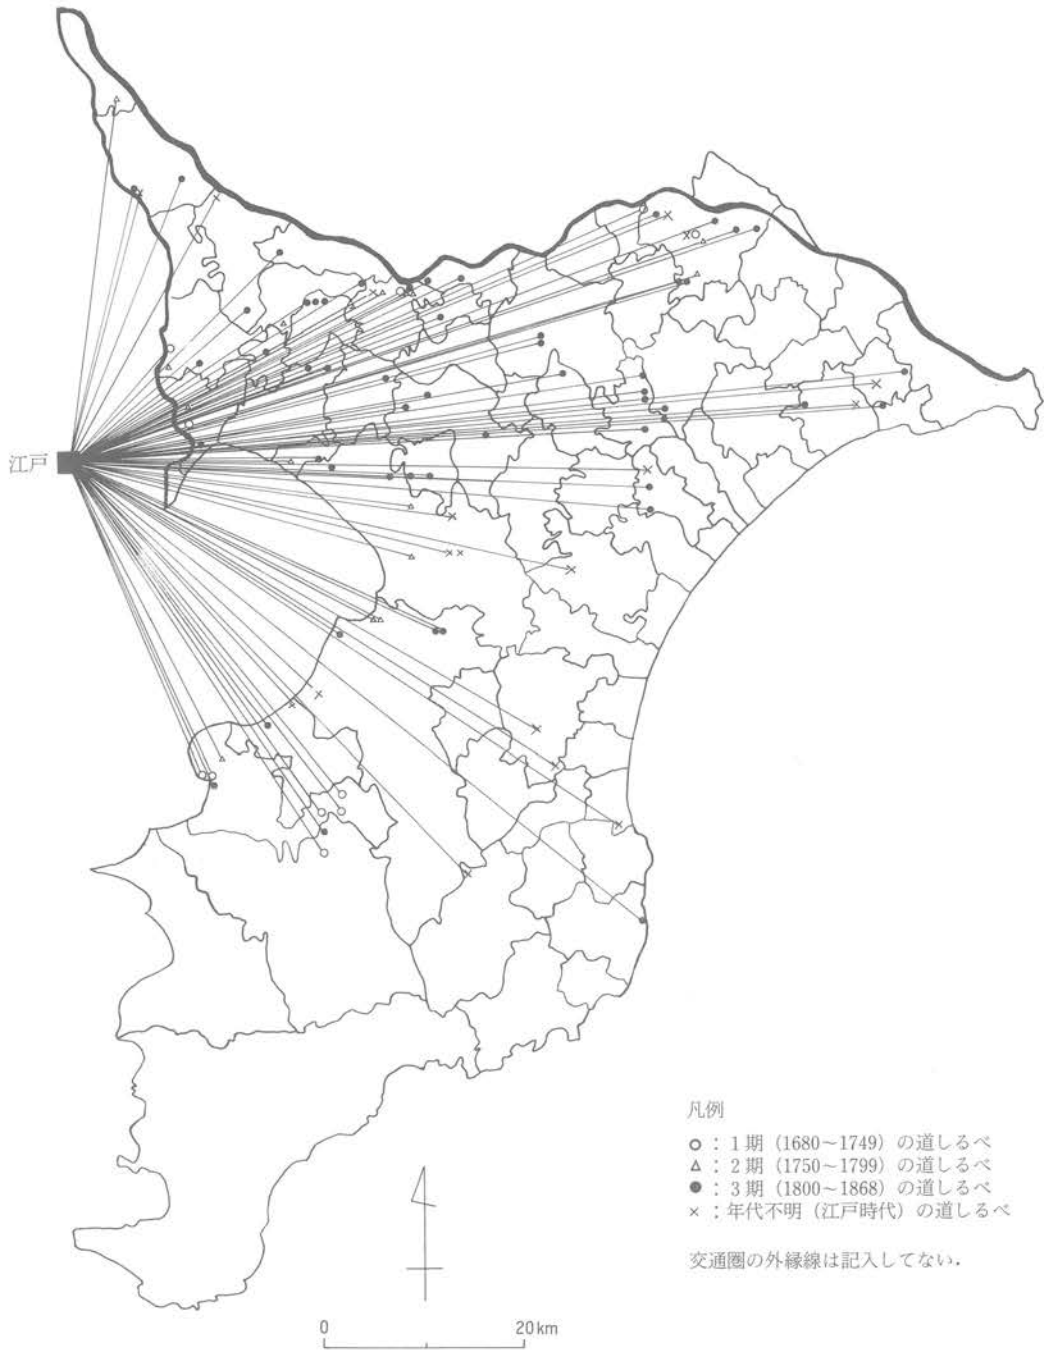 江戸
凡例
○：1期（1680～1749）の道しるべ
△：2期（1750～1799）の道しるべ
●：3期（1800～1868）の道しるべ
×：年代不明（江戸時代）の道しるべ
交通圏の外縁線は記入してない．
0 20km